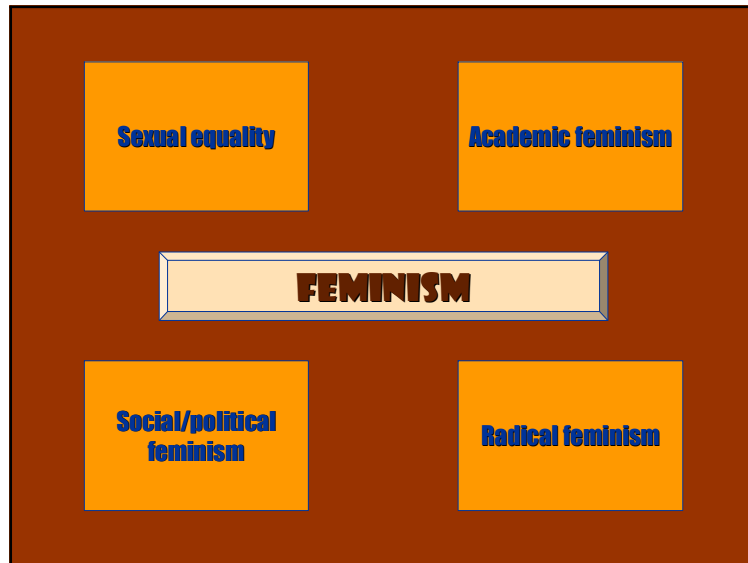 Sexual equality
Academic feminism
FEMINISM
Social/political
feminism
Radical feminism